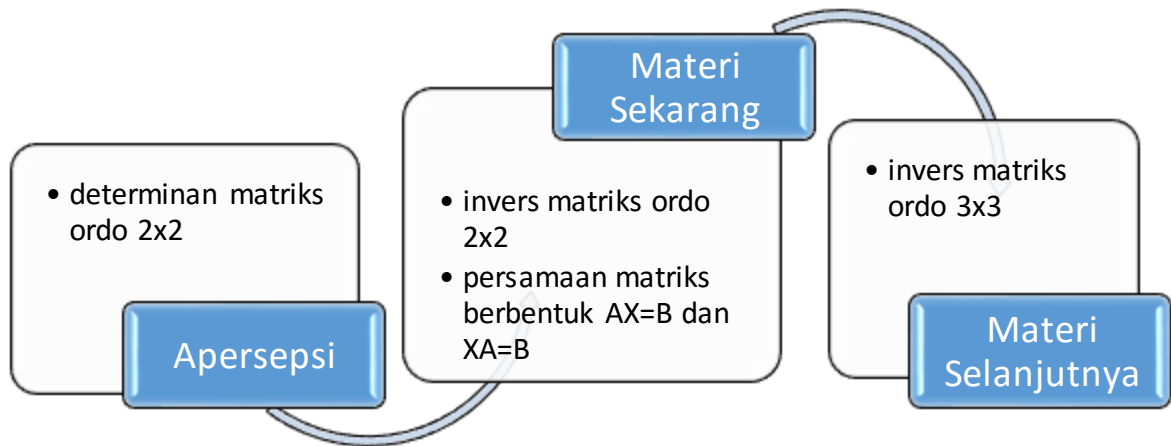 • determinan matriks
ordo 2x2
Apersepsi
Materi
Sekarang
• invers matriks ordo
2x2
• persamaan matriks
berbentuk AX=B dan
XA=B
• invers matriks
ordo 3x3
Materi
Selanjutnya